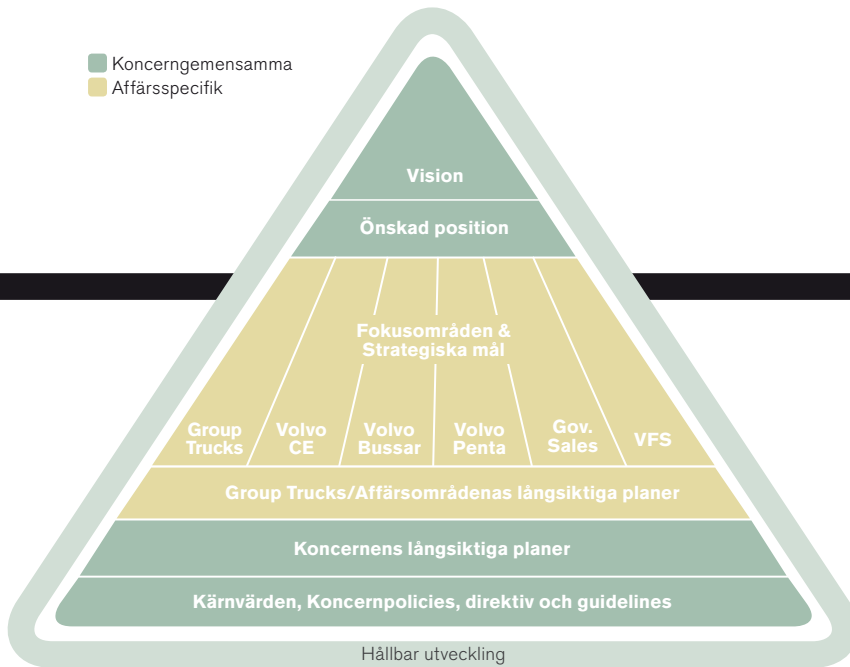 Koncerngemensamma
Affärsspecifik
Vision
Önskad position
Fokusområden &
Strategiska mål
Group
Trucks
Volvo
CE
Volvo
Bussar
Volvo
Penta
Gov.
Sales
VFS
Group Trucks/Affärsområdenas långsiktiga planer
Koncernens långsiktiga planer
Kärnvärden, Koncernpolicies, direktiv och guidelines
Hållbar utveckling